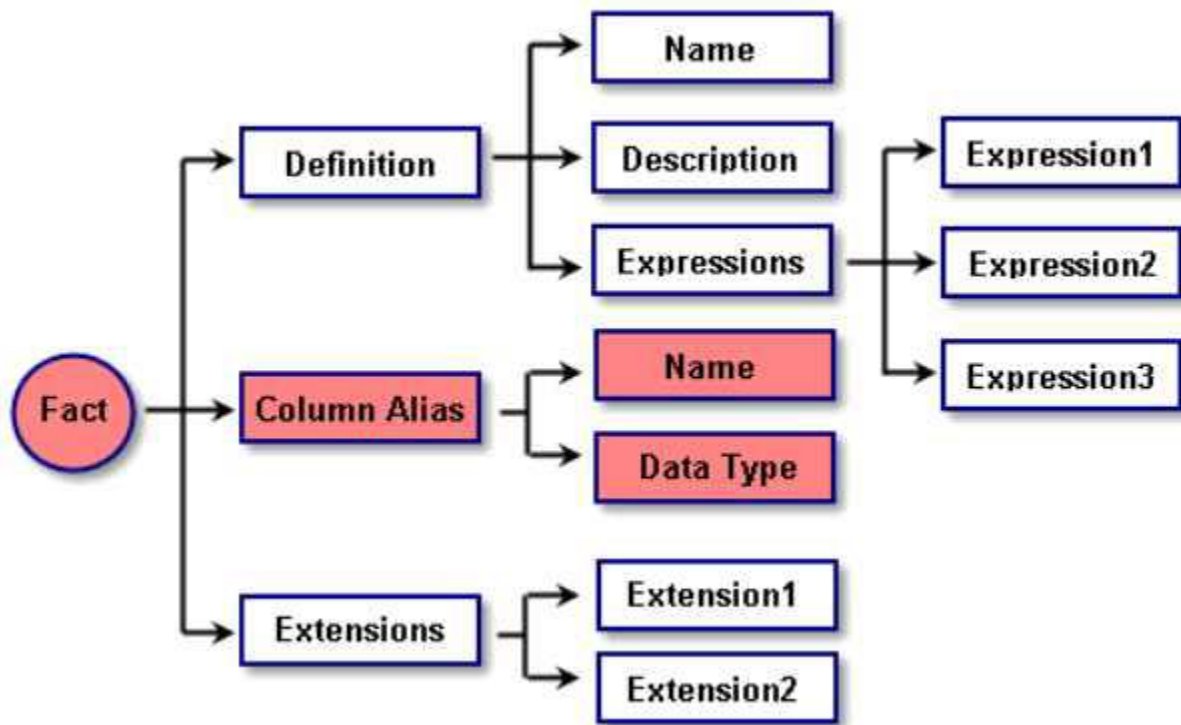 Name
Definition
Description
Expression1
Expressions
Expression2
Fact
Column Alias
Name
Expression3
Data Type
Extensions
Extension1
Extension2